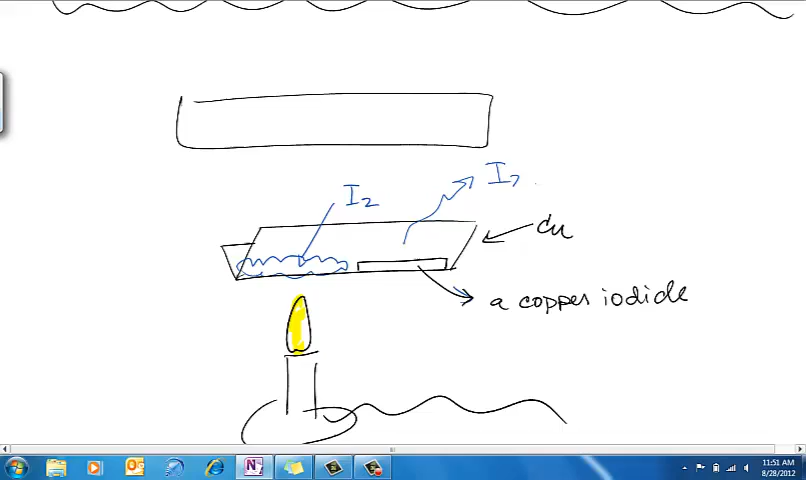 I₂
I₂
Cu
a copper iodide
11:51 AM
8/28/2012